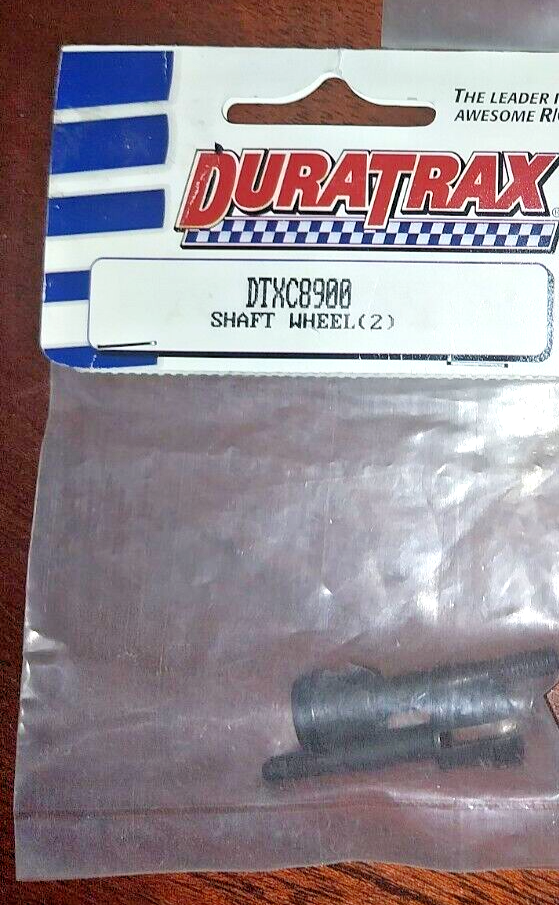 THE LEADER
AWESOME
DURATRAX
DTXC8900
SHAFT WHEEL(2)